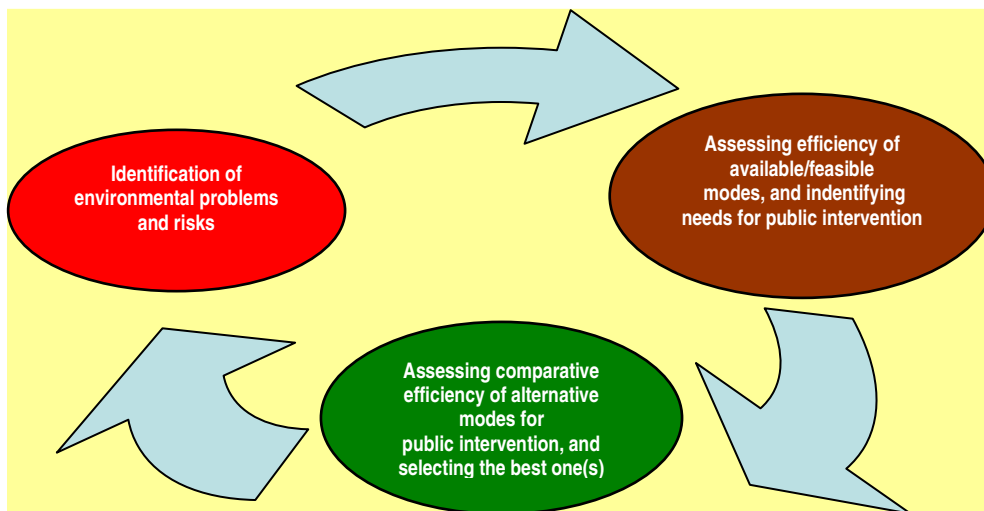 Identification of
environmental problems
and risks
Assessing efficiency of
available/feasible
modes, and indentifying
needs for public intervention
Assessing comparative
efficiency of alternative
modes for
public intervention, and
selecting the best one(s)